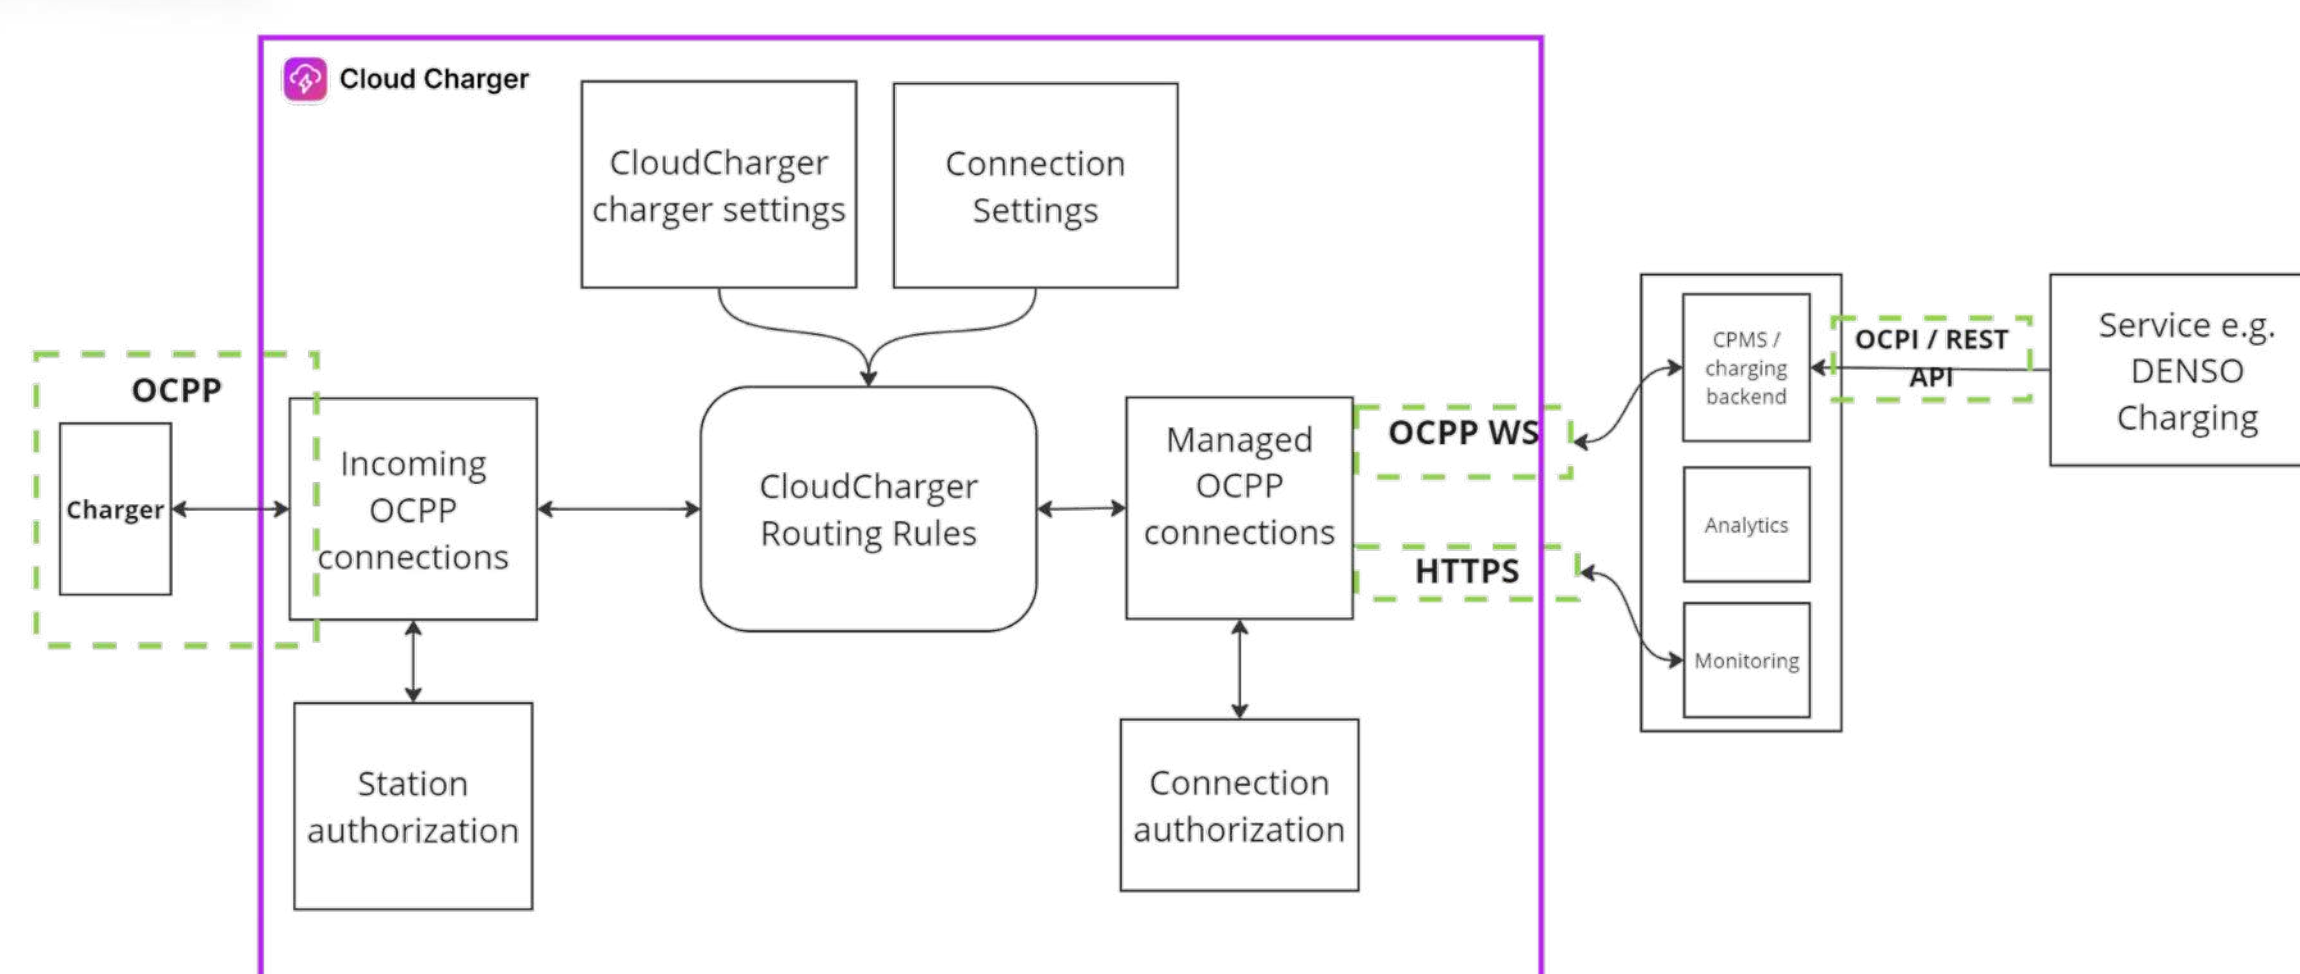 Cloud Charger
CloudCharger
charger settings
Connection
Settings
OCPP
Charger
Incoming
OCPP
connections
CloudCharger
Routing Rules
Managed
OCPP
connections
OCPP WS
HTTPS
Station
authorization
Connection
authorization
CPMS /
charging
backend
Analytics
Monitoring
OCPI / REST
API
Service e.g.
DENSO
Charging